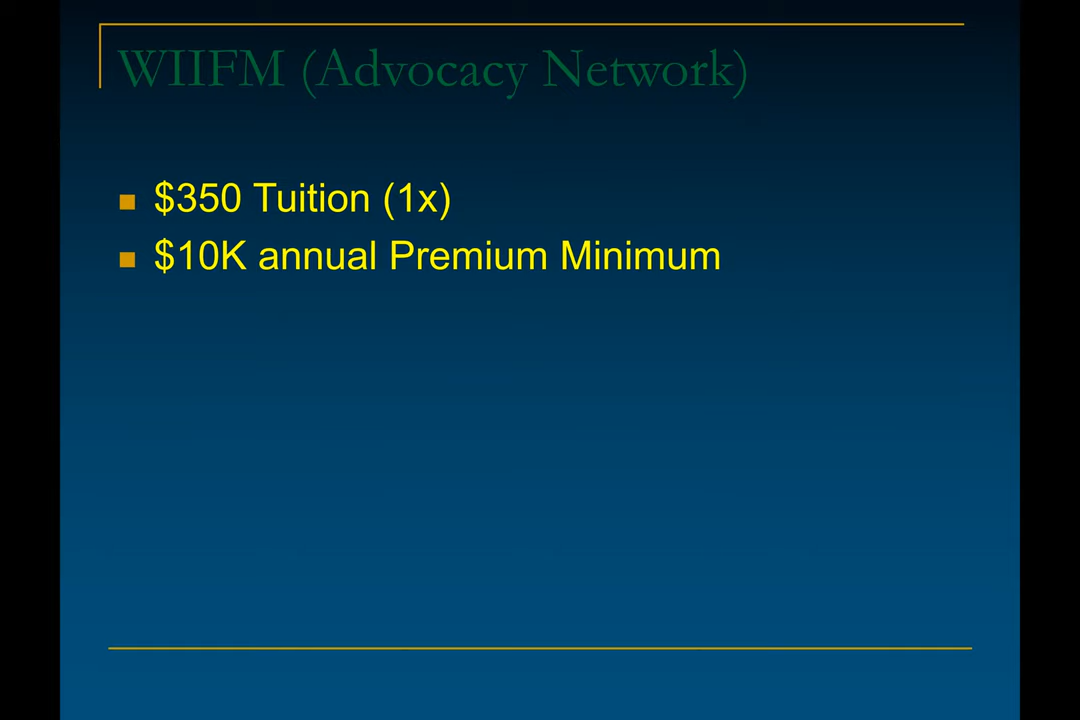 WIIFM (Advocacy Network)
$350 Tuition (1x)
$10K annual Premium Minimum